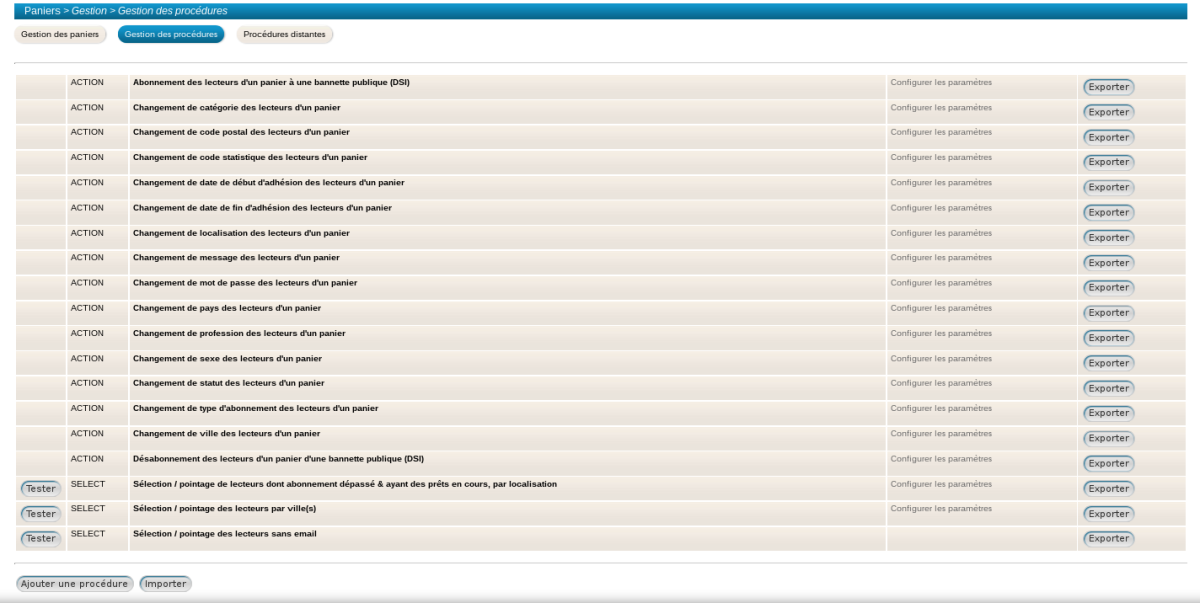 Paniers > Gestion > Gestion des procédures
Gestion des paniers Gestion des procédures Procédures distantes
ACTION Abonnement des lecteurs d'un panier à une bannette publique (DSI) Configurer les paramètres Exporter
ACTION Changement de catégorie des lecteurs d'un panier Configurer les paramètres Exporter
ACTION Changement de code postal des lecteurs d'un panier Configurer les paramètres Exporter
ACTION Changement de code statistique des lecteurs d'un panier Configurer les paramètres Exporter
ACTION Changement de date de début d'adhésion des lecteurs d'un panier Configurer les paramètres Exporter
ACTION Changement de date de fin d'adhésion des lecteurs d'un panier Configurer les paramètres Exporter
ACTION Changement de localisation des lecteurs d'un panier Configurer les paramètres Exporter
ACTION Changement de message des lecteurs d'un panier Configurer les paramètres Exporter
ACTION Changement de mot de passe des lecteurs d'un panier Configurer les paramètres Exporter
ACTION Changement de pays des lecteurs d'un panier Configurer les paramètres Exporter
ACTION Changement de profession des lecteurs d'un panier Configurer les paramètres Exporter
ACTION Changement de sexe des lecteurs d'un panier Configurer les paramètres Exporter
ACTION Changement de statut des lecteurs d'un panier Configurer les paramètres Exporter
ACTION Changement de type d'abonnement des lecteurs d'un panier Configurer les paramètres Exporter
ACTION Changement de ville des lecteurs d'un panier Configurer les paramètres Exporter
ACTION Désabonnement des lecteurs d'un panier d'une bannette publique (DSI) Configurer les paramètres Exporter
Tester SELECT Sélection / pointage de lecteurs dont abonnement dépassé & ayant des prêts en cours, par localisation Configurer les paramètres Exporter
Tester SELECT Sélection / pointage des lecteurs par ville(s) Configurer les paramètres Exporter
Tester SELECT Sélection / pointage des lecteurs sans email Exporter
Ajouter une procédure Importer